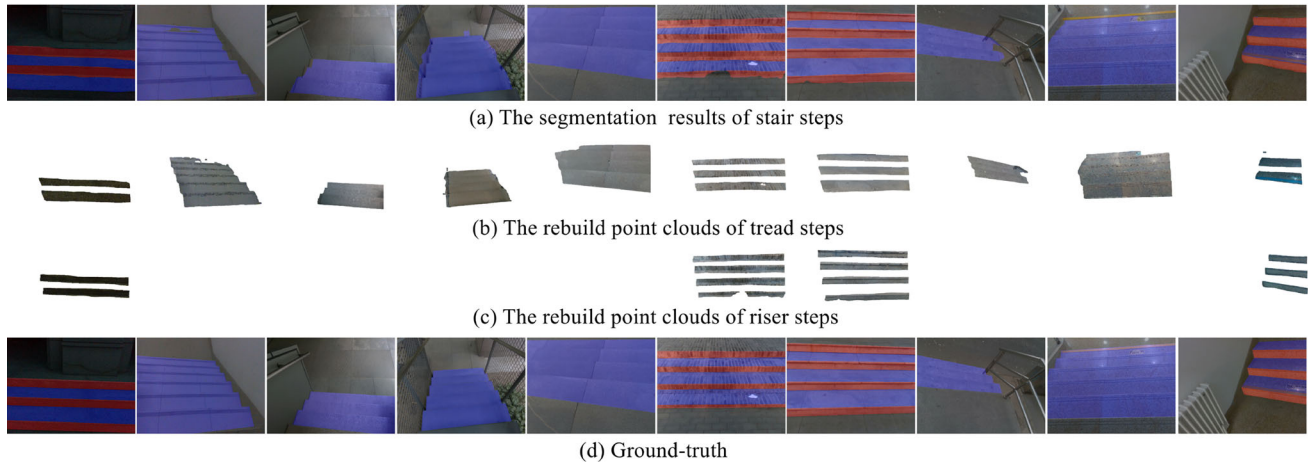 (a) The segmentation results of stair steps
(b) The rebuild point clouds of tread steps
(c) The rebuild point clouds of riser steps
(d) Ground-truth